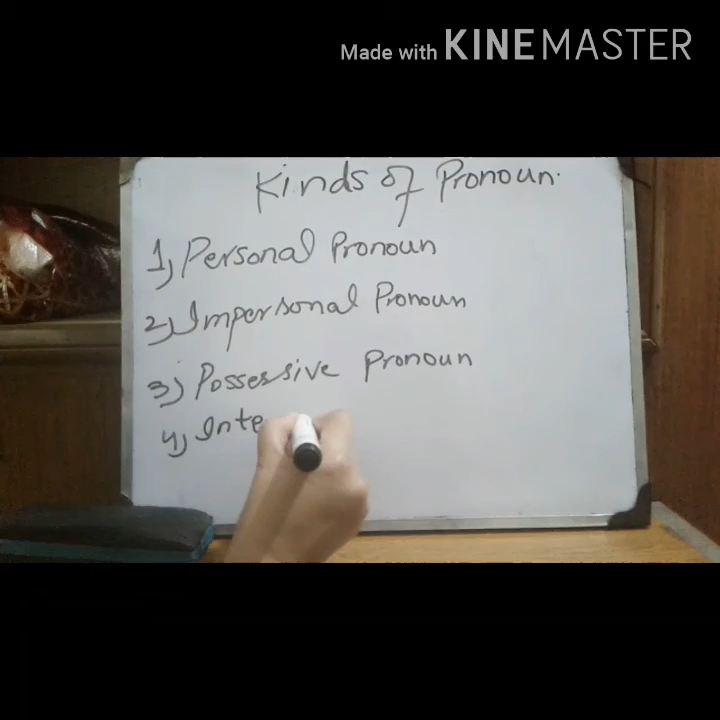 Made with KINEMASTER
Kinds of Pronoun.
1) Personal Pronoun
2) Impersonal Pronoun
3) Possessive Pronoun
4) Inte